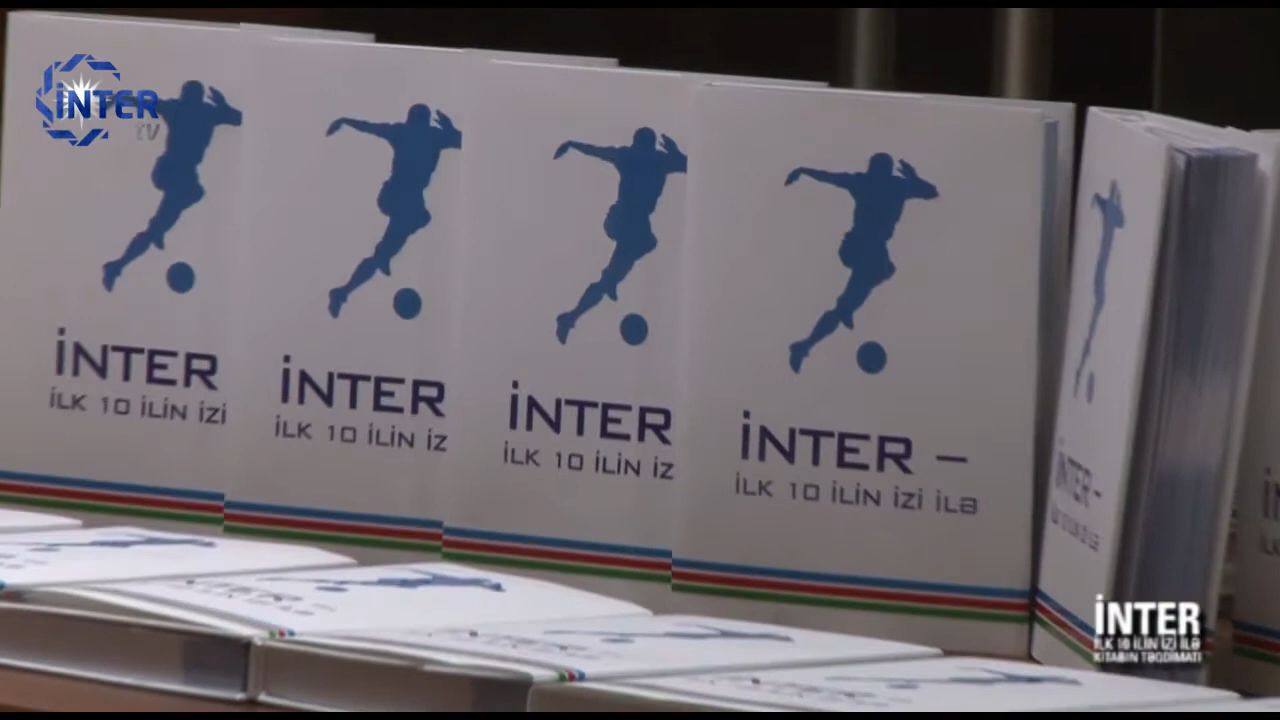 İNTER
TV
İNTER
İLK 10 İLİN İZİ
İNTER
İLK 10 İLİN İZ
İNTER
İLK 10 İLİN İZ
İNTER –
İLK 10 İLİN İZİ İLƏ
İNTER –
İNTER
İLK 10 İLİN İZİ İLƏ
KİTABIN TƏQDİMATI